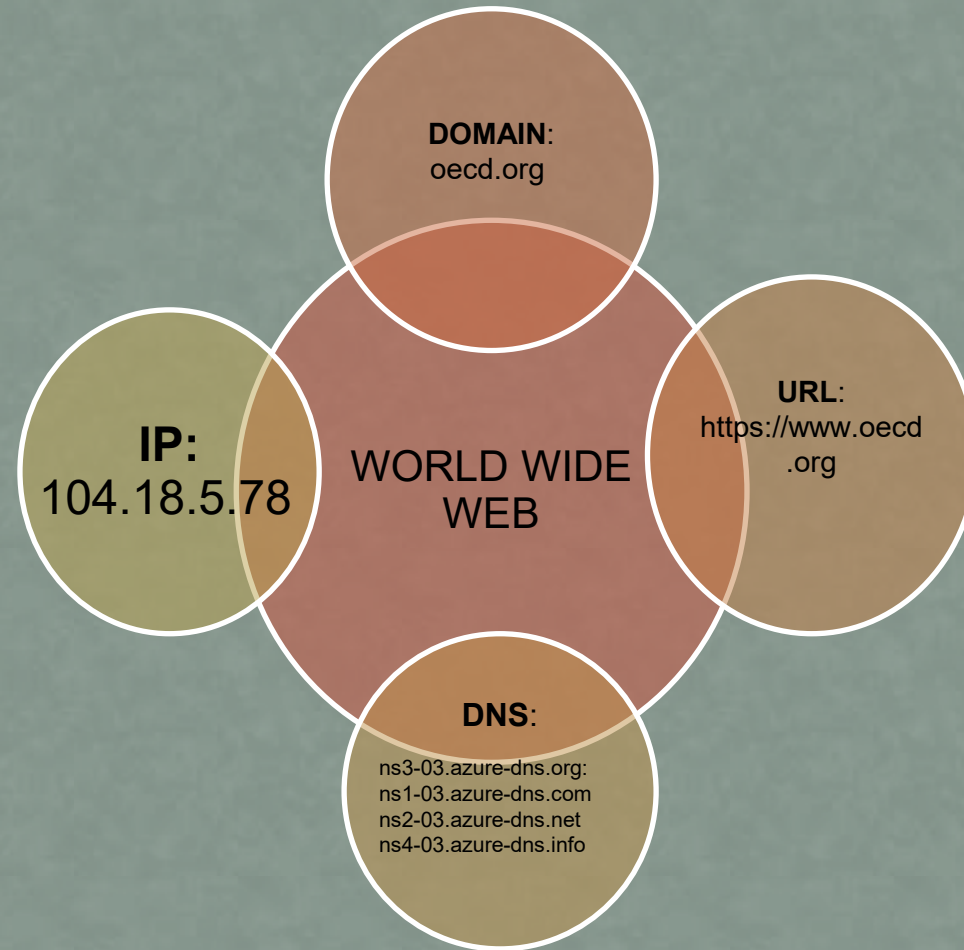 DOMAIN:
oecd.org
URL:
https://www.oecd
.org
IP:
104.18.5.78
WORLD WIDE
WEB
DNS:
ns3-03.azure-dns.org:
ns1-03.azure-dns.com
ns2-03.azure-dns.net
ns4-03.azure-dns.info